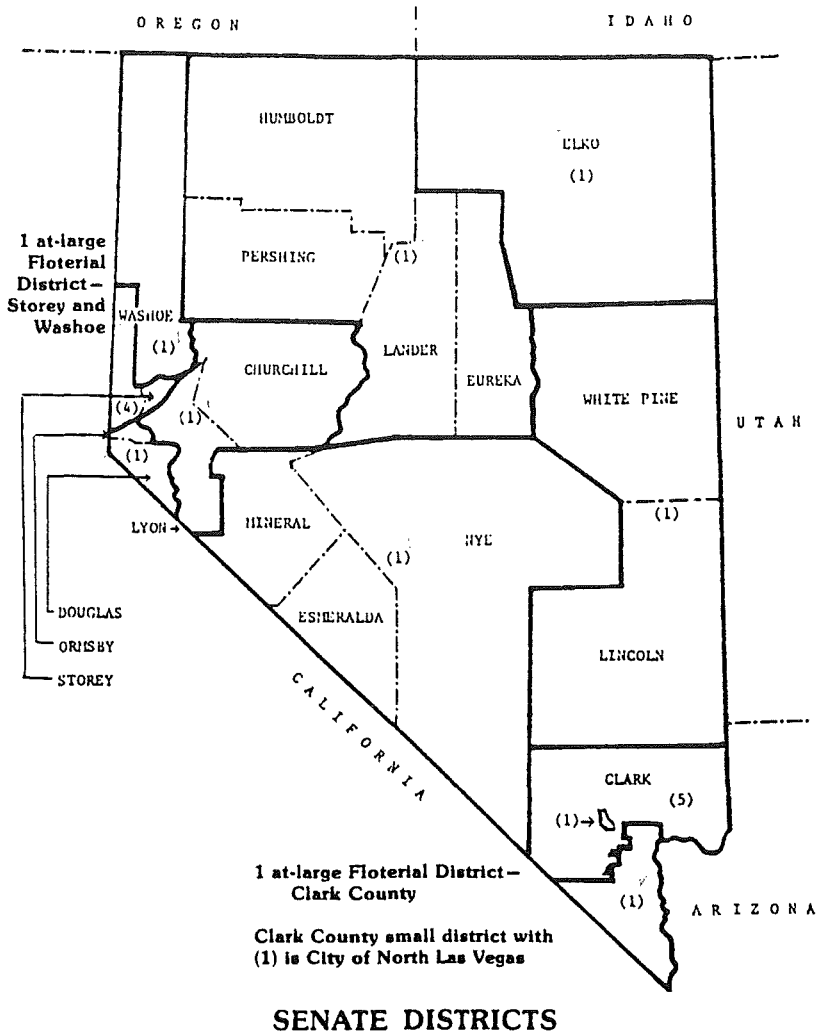 OREGON
IDAHO
HUMBOLDT
ELKO
(1)
1 at-large
Floterial
District–
Storey and
Washoe
PERSHING
(1)
WASHOE
(1)
CHURCHILL
LANDER
EUREKA
WHITE PINE
UTAH
(4)
(1)
(1)
(1)
LYON→
MINERAL
(1)
NYE
ESMERALDA
DOUGLAS
ORMSBY
STOREY
LINCOLN
CALIFORNIA
CLARK
(5)
(1)→
(1)
ARIZONA
1 at-large Floterial District–
Clark County
Clark County small district with
(1) is City of North Las Vegas
SENATE DISTRICTS